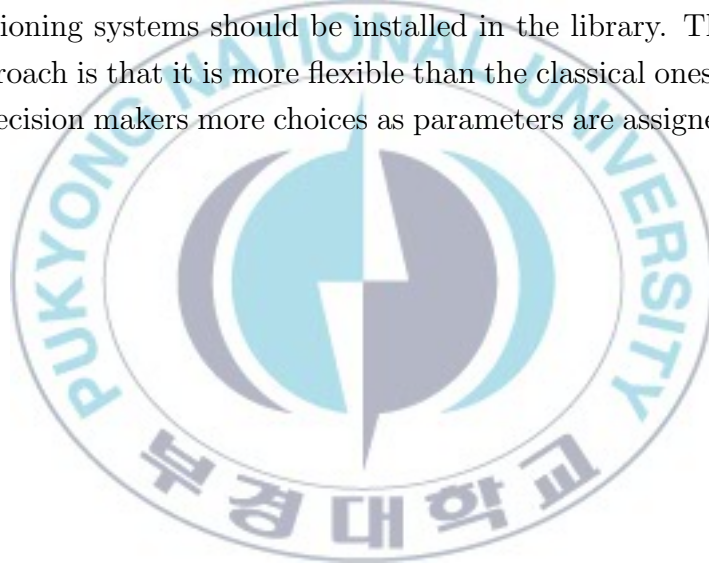 ioning systems should be installed in the library. Th
roach is that it is more flexible than the classical ones
ecision makers more choices as parameters are assigne
PUKYONG NATIONAL UNIVERSITY
부경대학교